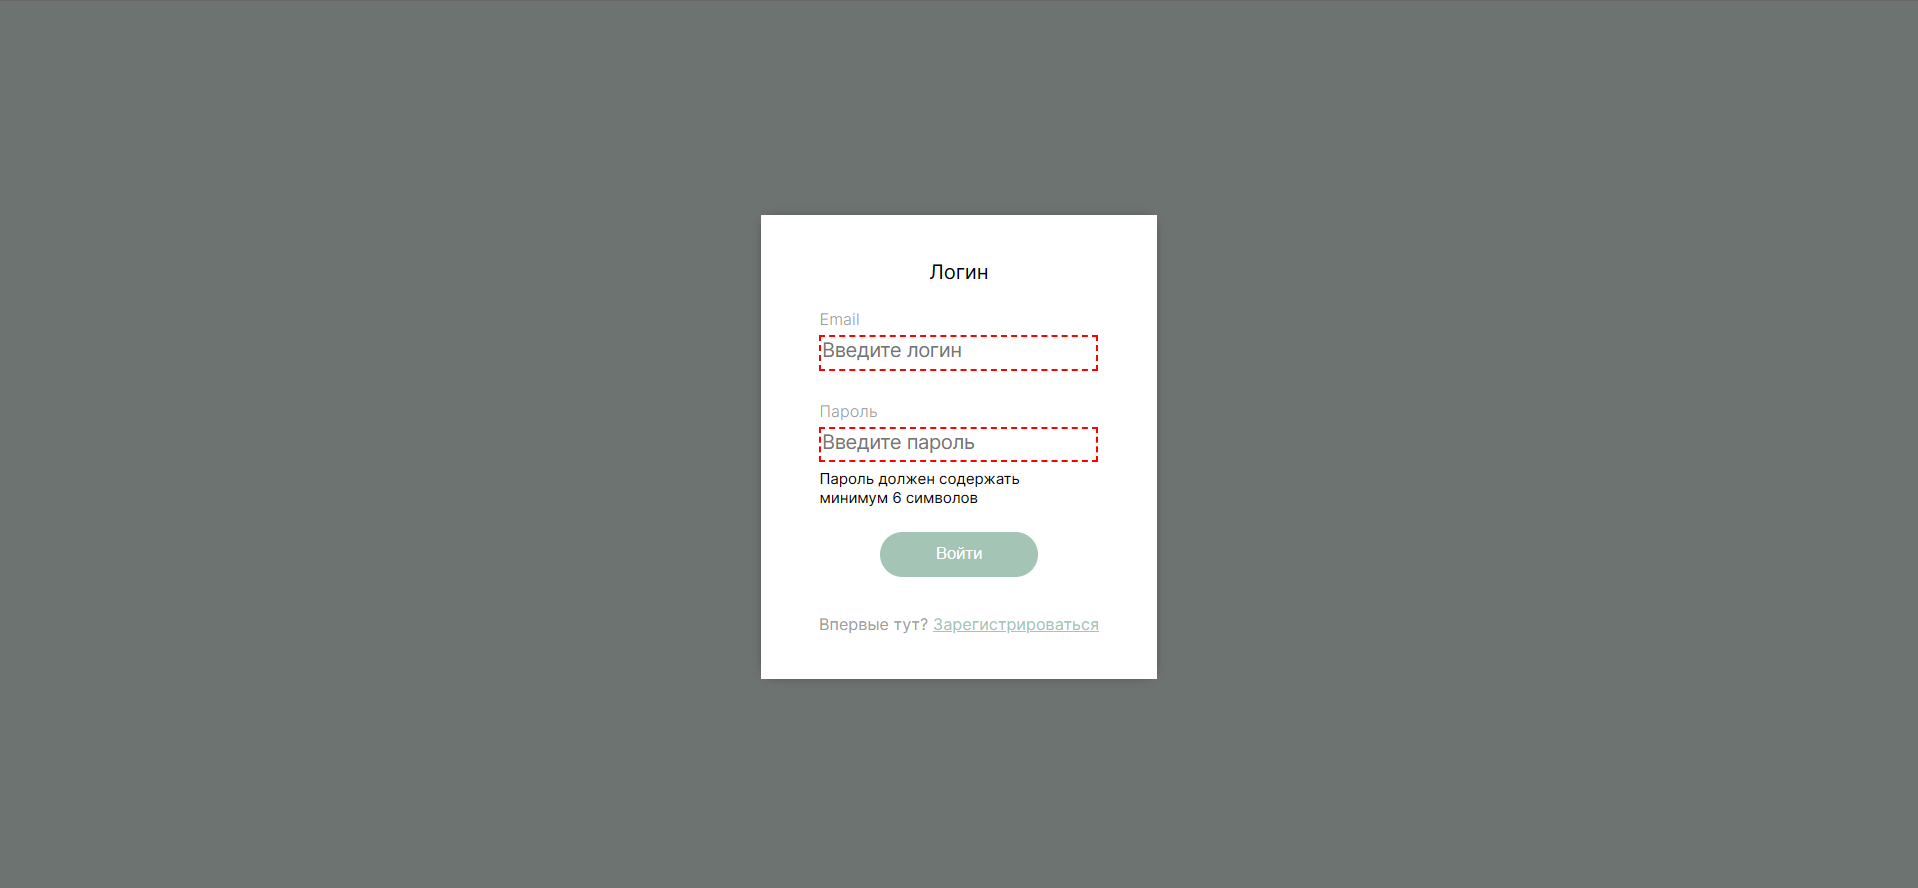 Логин
Email
Введите логин
Пароль
Введите пароль
Пароль должен содержать
минимум 6 символов
Войти
Впервые тут? Зарегистрироваться